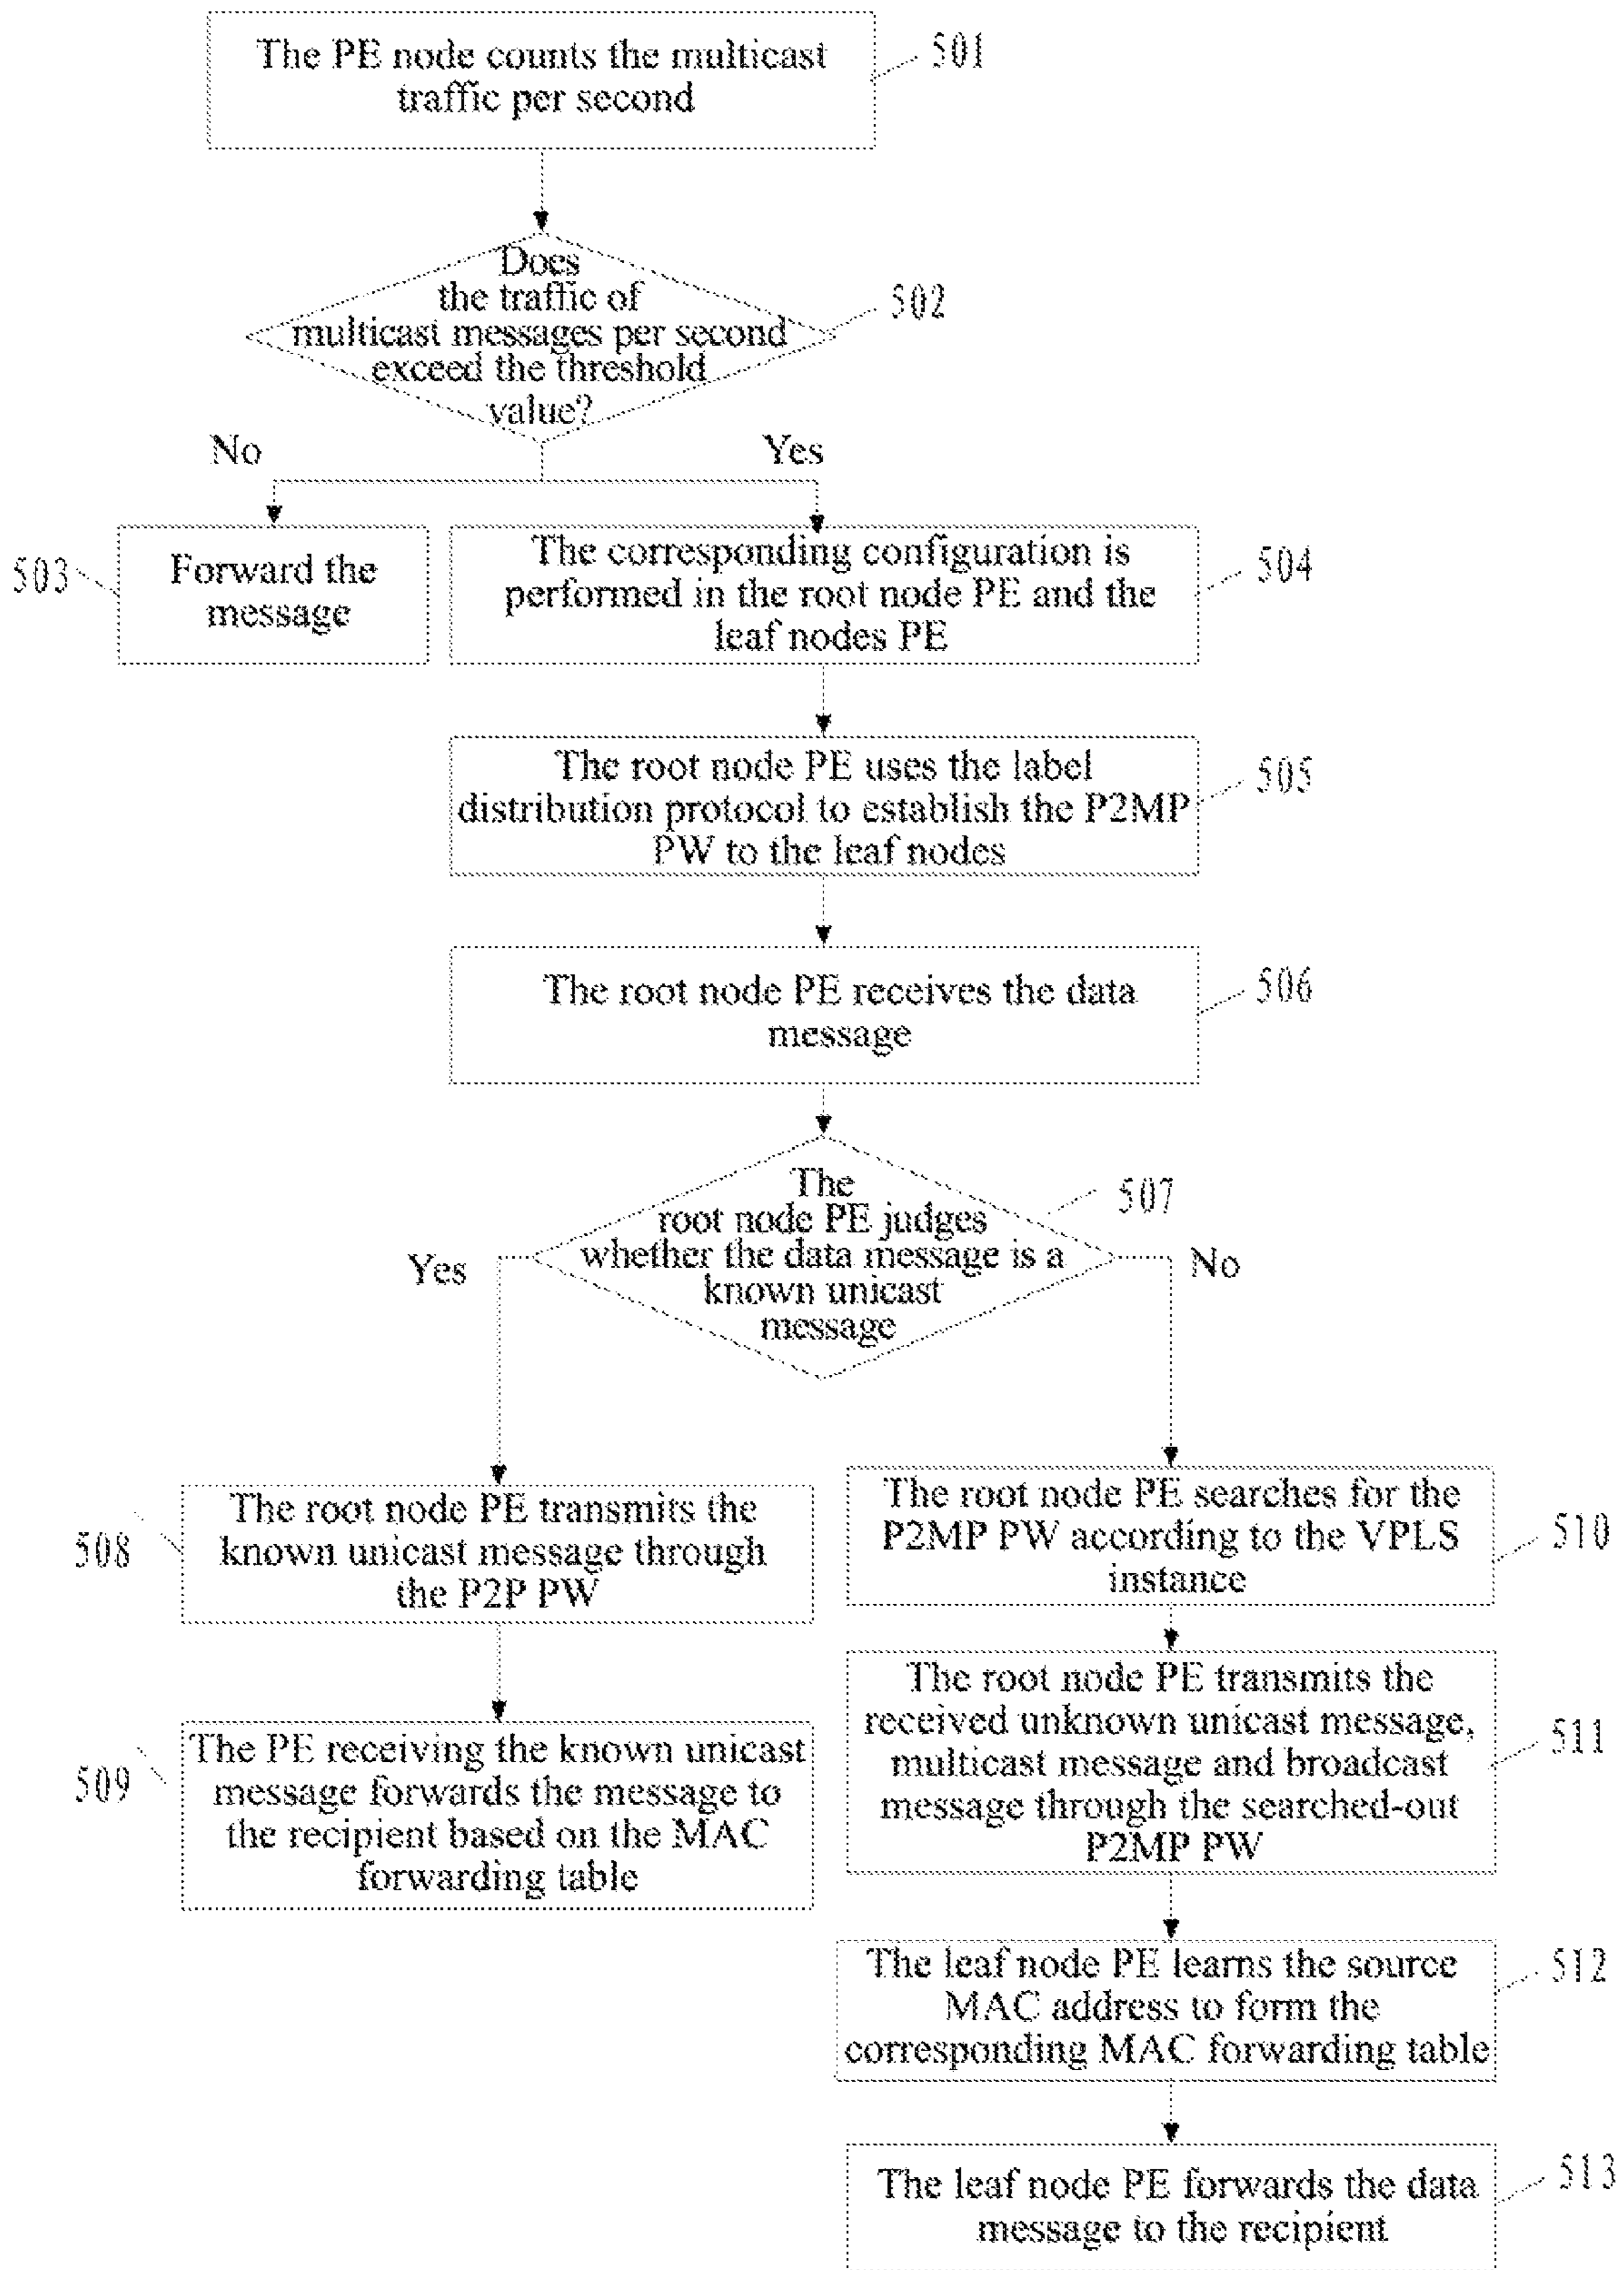 The PE node counts the multicast
traffic per second
501
Does
the traffic of
multicast messages per second
exceed the threshold
value?
502
No
Yes
503
Forward the
message
The corresponding configuration is
performed in the root node PE and the
leaf nodes PE
504
The root node PE uses the label
distribution protocol to establish the P2MP
PW to the leaf nodes
505
The root node PE receives the data
message
506
The
root node PE judges
whether the data message is a
known unicast
message
507
Yes
No
508
The root node PE transmits the
known unicast message through
the P2P PW
The root node PE searches for the
P2MP PW according to the VPLS
instance
510
509
The PE receiving the known unicast
message forwards the message to
the recipient based on the MAC
forwarding table
The root node PE transmits the
received unknown unicast message,
multicast message and broadcast
message through the searched-out
P2MP PW
511
The leaf node PE learns the source
MAC address to form the
corresponding MAC forwarding table
512
The leaf node PE forwards the data
message to the recipient
513